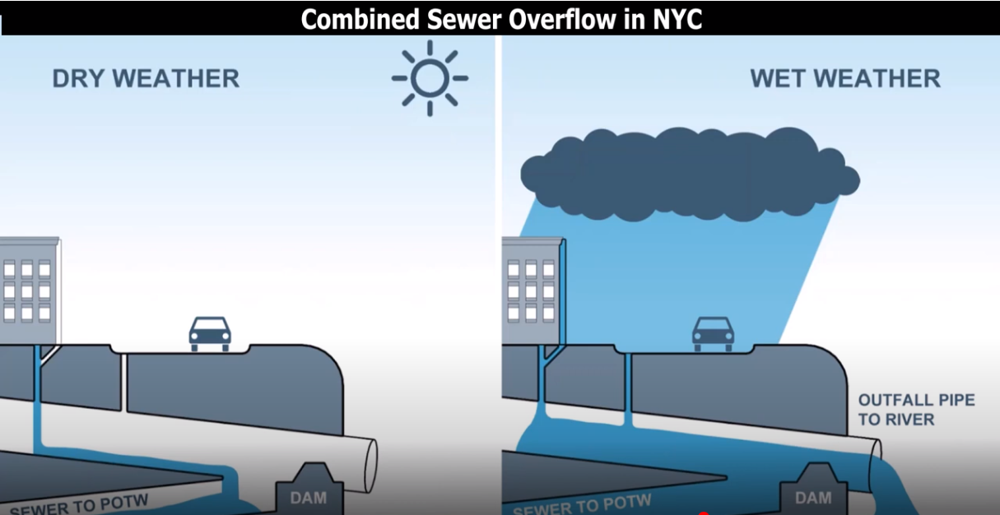 Combined Sewer Overflow in NYC
DRY WEATHER
SEWER TO POTW
DAM
WET WEATHER
OUTFALL PIPE
TO RIVER
SEWER TO POTW
DAM